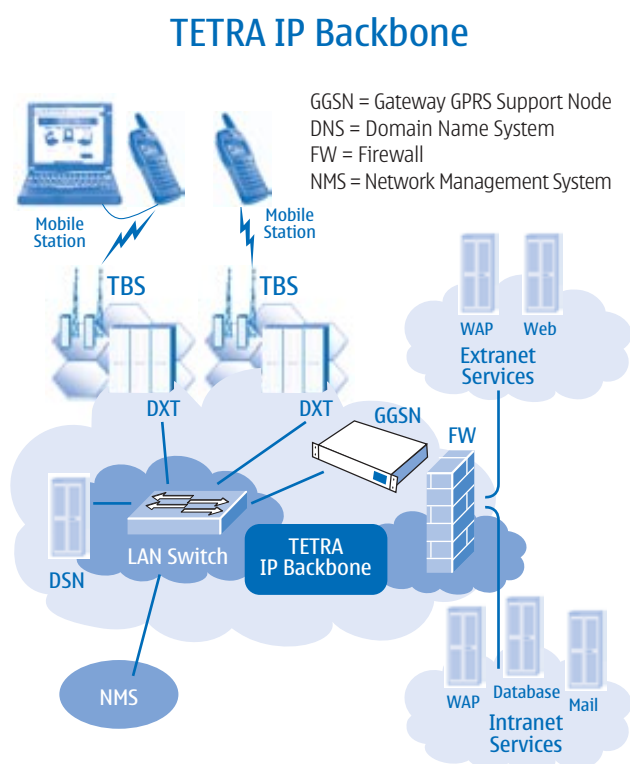 TETRA IP Backbone
GGSN = Gateway GPRS Support Node
DNS = Domain Name System
FW = Firewall
NMS = Network Management System
Mobile
Station
Mobile
Station
TBS
TBS
WAP
Web
Extranet
Services
DXT
DXT
GGSN
FW
LAN Switch
TETRA
IP Backbone
DSN
NMS
WAP
Database
Mail
Intranet
Services